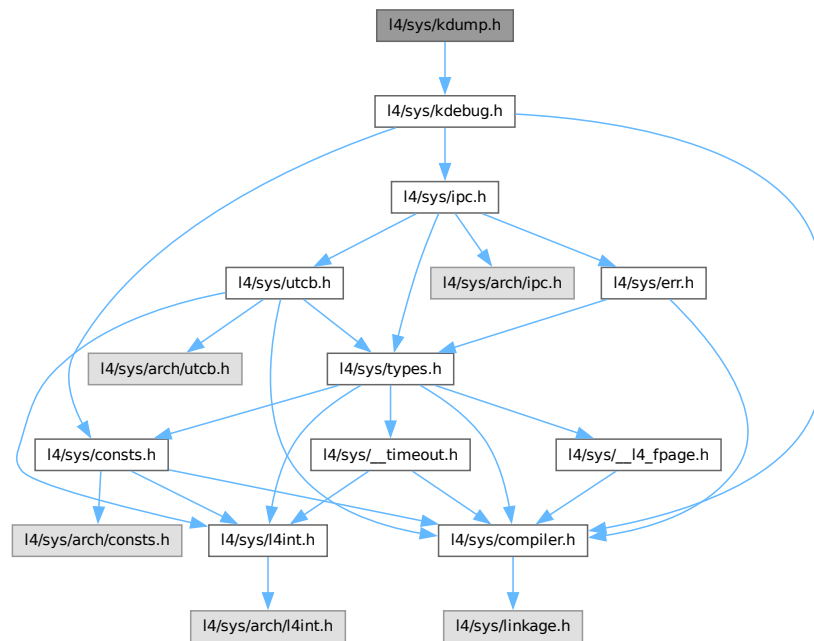 l4/sys/kdump.h
l4/sys/kdebug.h
l4/sys/ipc.h
l4/sys/utcb.h
l4/sys/arch/ipc.h
l4/sys/err.h
l4/sys/arch/utcb.h
l4/sys/types.h
l4/sys/consts.h
l4/sys/__timeout.h
l4/sys/__l4_fpage.h
l4/sys/arch/consts.h
l4/sys/l4int.h
l4/sys/compiler.h
l4/sys/arch/l4int.h
l4/sys/linkage.h